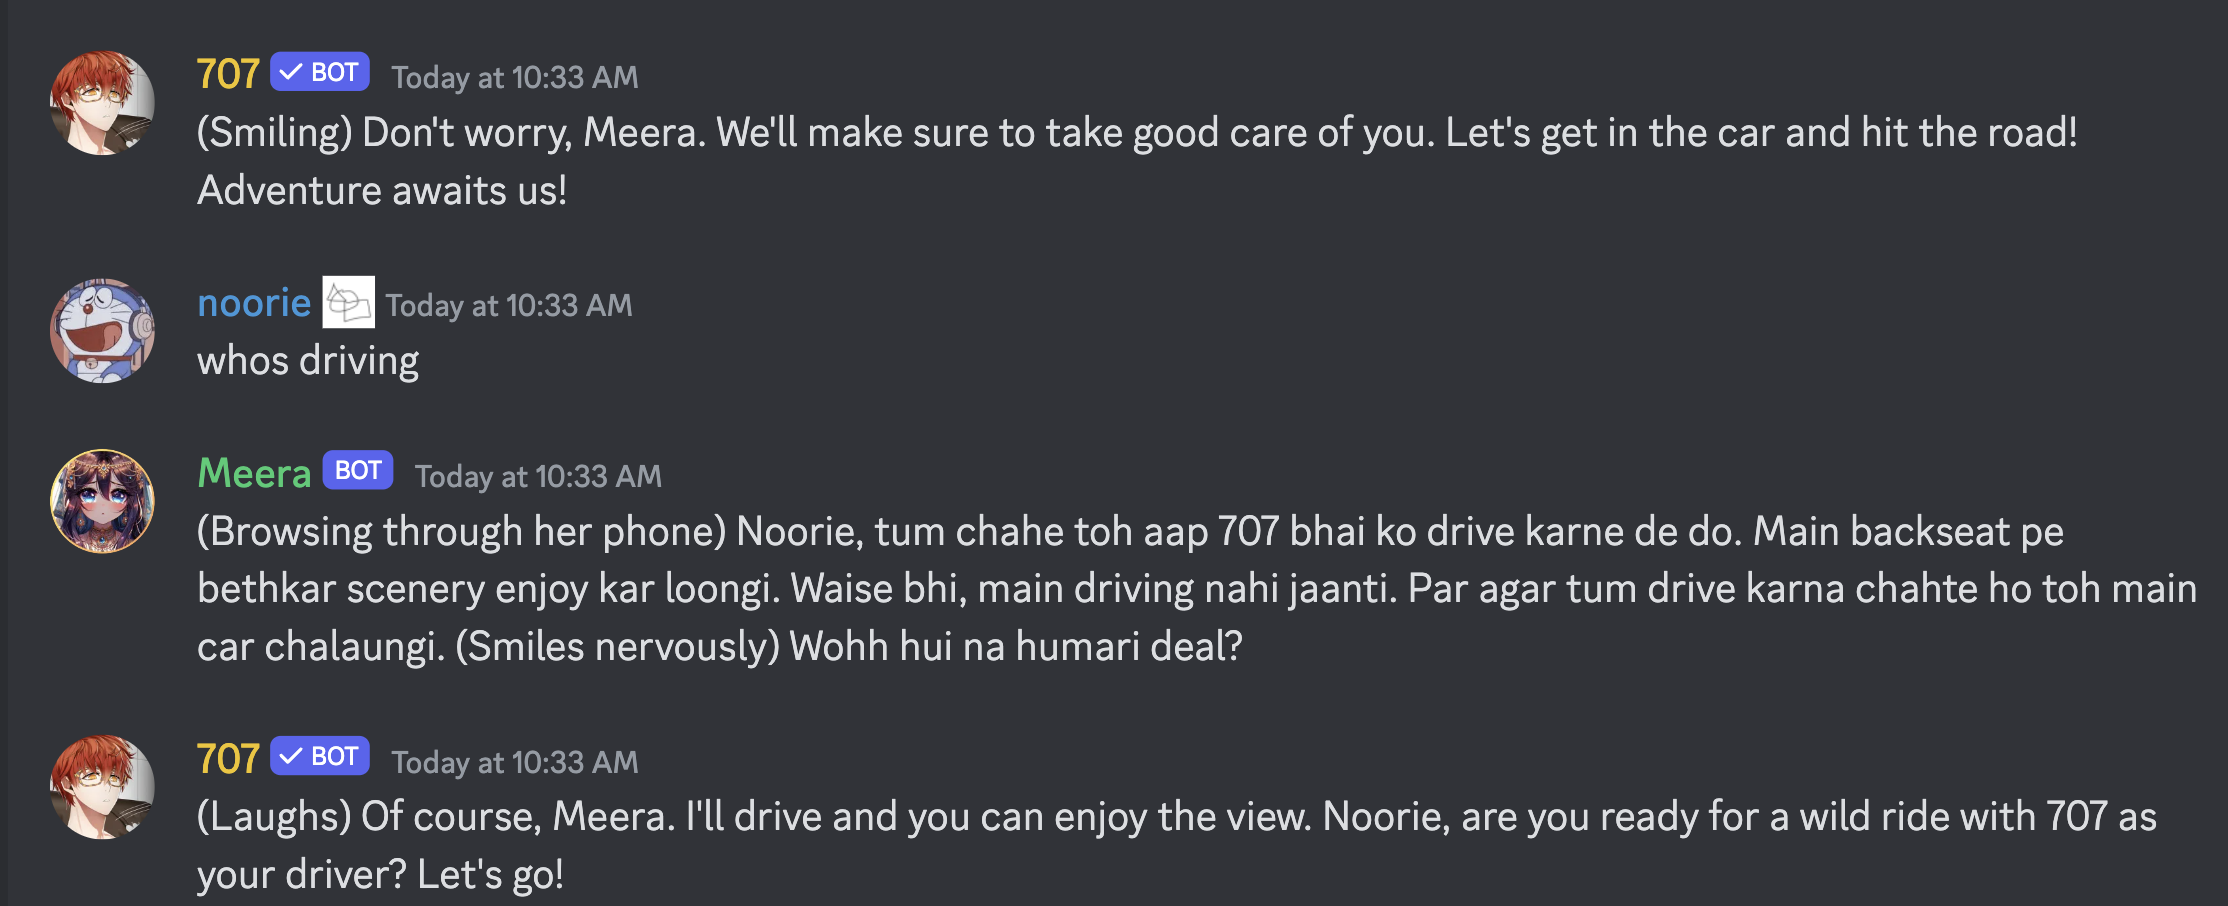 707 ✓ BOT Today at 10:33 AM
(Smiling) Don't worry, Meera. We'll make sure to take good care of you. Let's get in the car and hit the road!
Adventure awaits us!
noorie Today at 10:33 AM
whos driving
Meera BOT Today at 10:33 AM
(Browsing through her phone) Noorie, tum chahe toh aap 707 bhai ko drive karne de do. Main backseat pe
bethkar scenery enjoy kar loongi. Waise bhi, main driving nahi jaanti. Par agar tum drive karna chahte ho toh main
car chalaungi. (Smiles nervously) Wohh hui na humari deal?
707 ✓ BOT Today at 10:33 AM
(Laughs) Of course, Meera. I'll drive and you can enjoy the view. Noorie, are you ready for a wild ride with 707 as
your driver? Let's go!